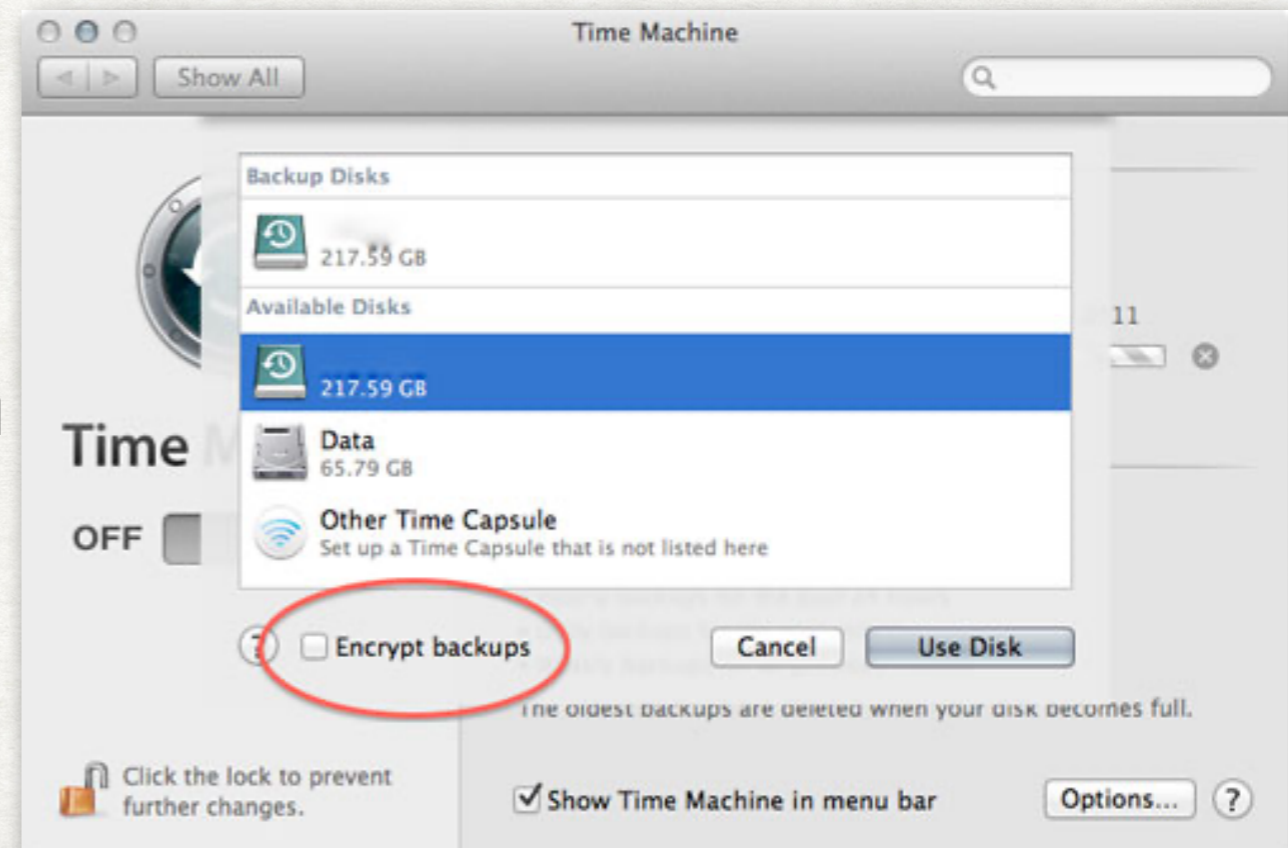 Time Machine
Show All
Backup Disks
217.59 GB
Available Disks
217.59 GB
Data
65.79 GB
Other Time Capsule
Set up a Time Capsule that is not listed here
11
Time
OFF
? Encrypt backups
Cancel
Use Disk
The oldest backups are deleted when your disk becomes full.
Click the lock to prevent
further changes.
Show Time Machine in menu bar
Options... ?